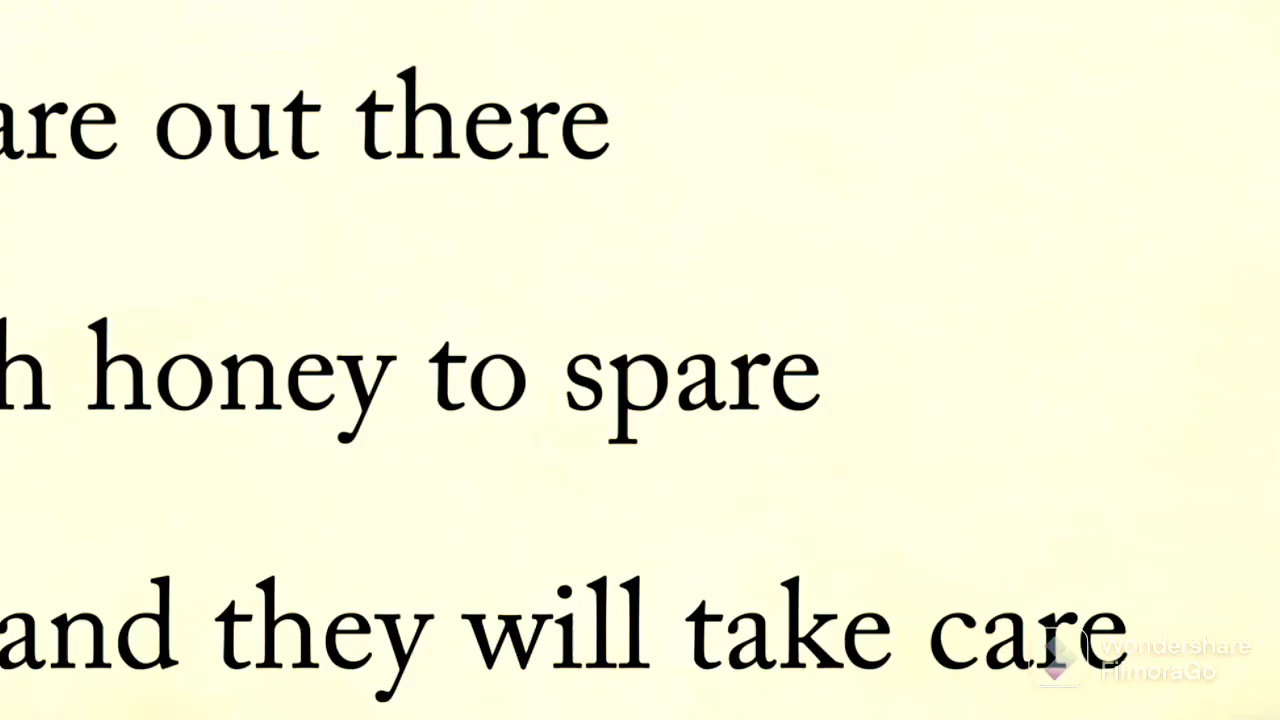 are out there
h honey to spare
and they will take care
Wondershare
FilmoraGo